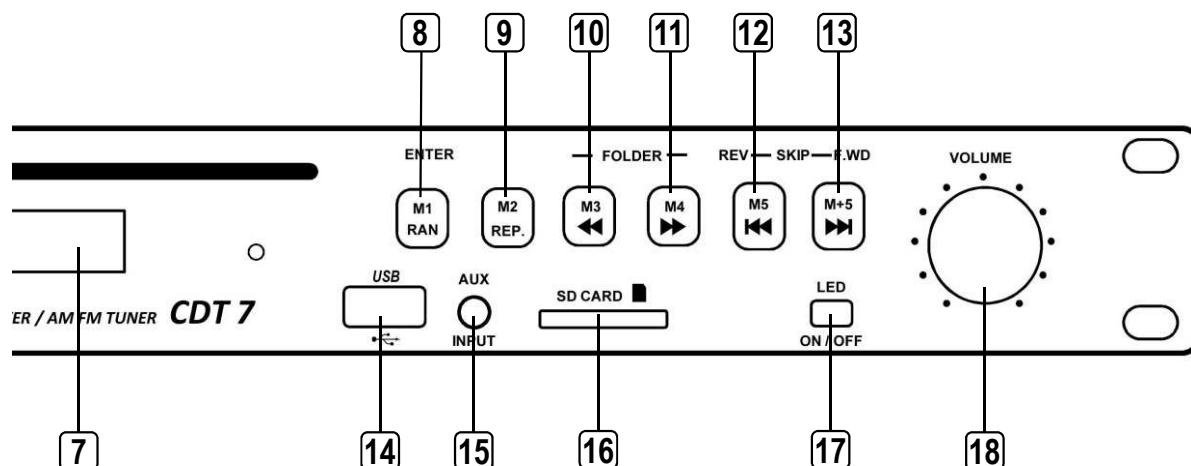 8 9 10 11 12 13
ENTER FOLDER REV SKIP F.WD VOLUME
M1 M2 M3 M4 M5 M+5
RAN REP.
USB AUX SD CARD LED
ER / AM FM TUNER CDT 7
INPUT ON / OFF
7 14 15 16 17 18